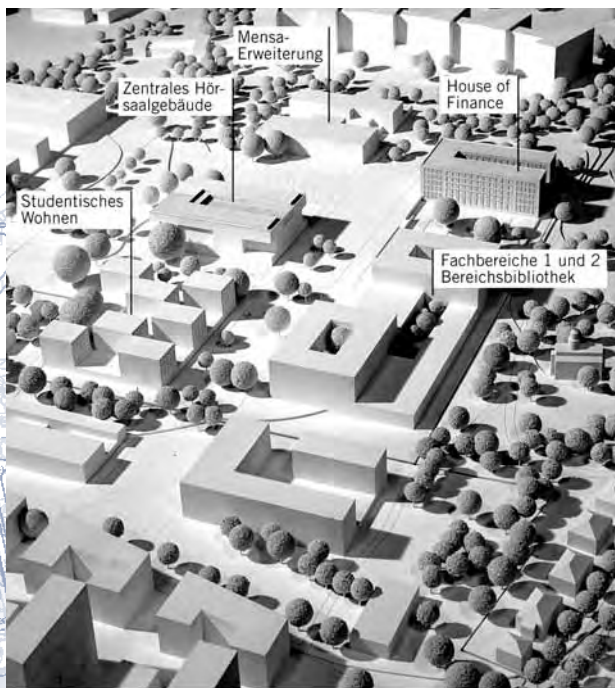 Mensa-
Erweiterung
Zentrales Hör-
saalgebäude
House of
Finance
Studentisches
Wohnen
Fachbereiche 1 und 2
Bereichsbibliothek